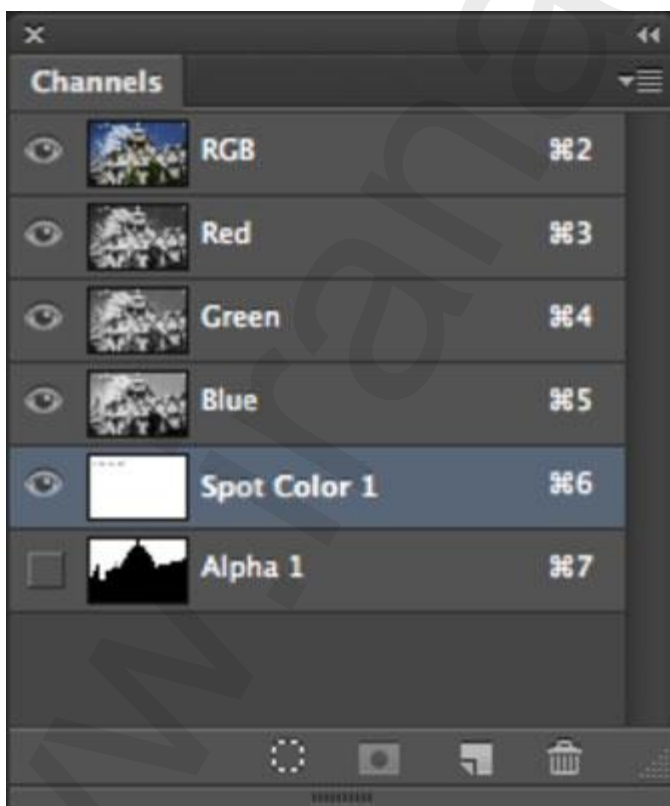 Channels
RGB ⌘2
Red ⌘3
Green ⌘4
Blue ⌘5
Spot Color 1 ⌘6
Alpha 1 ⌘7